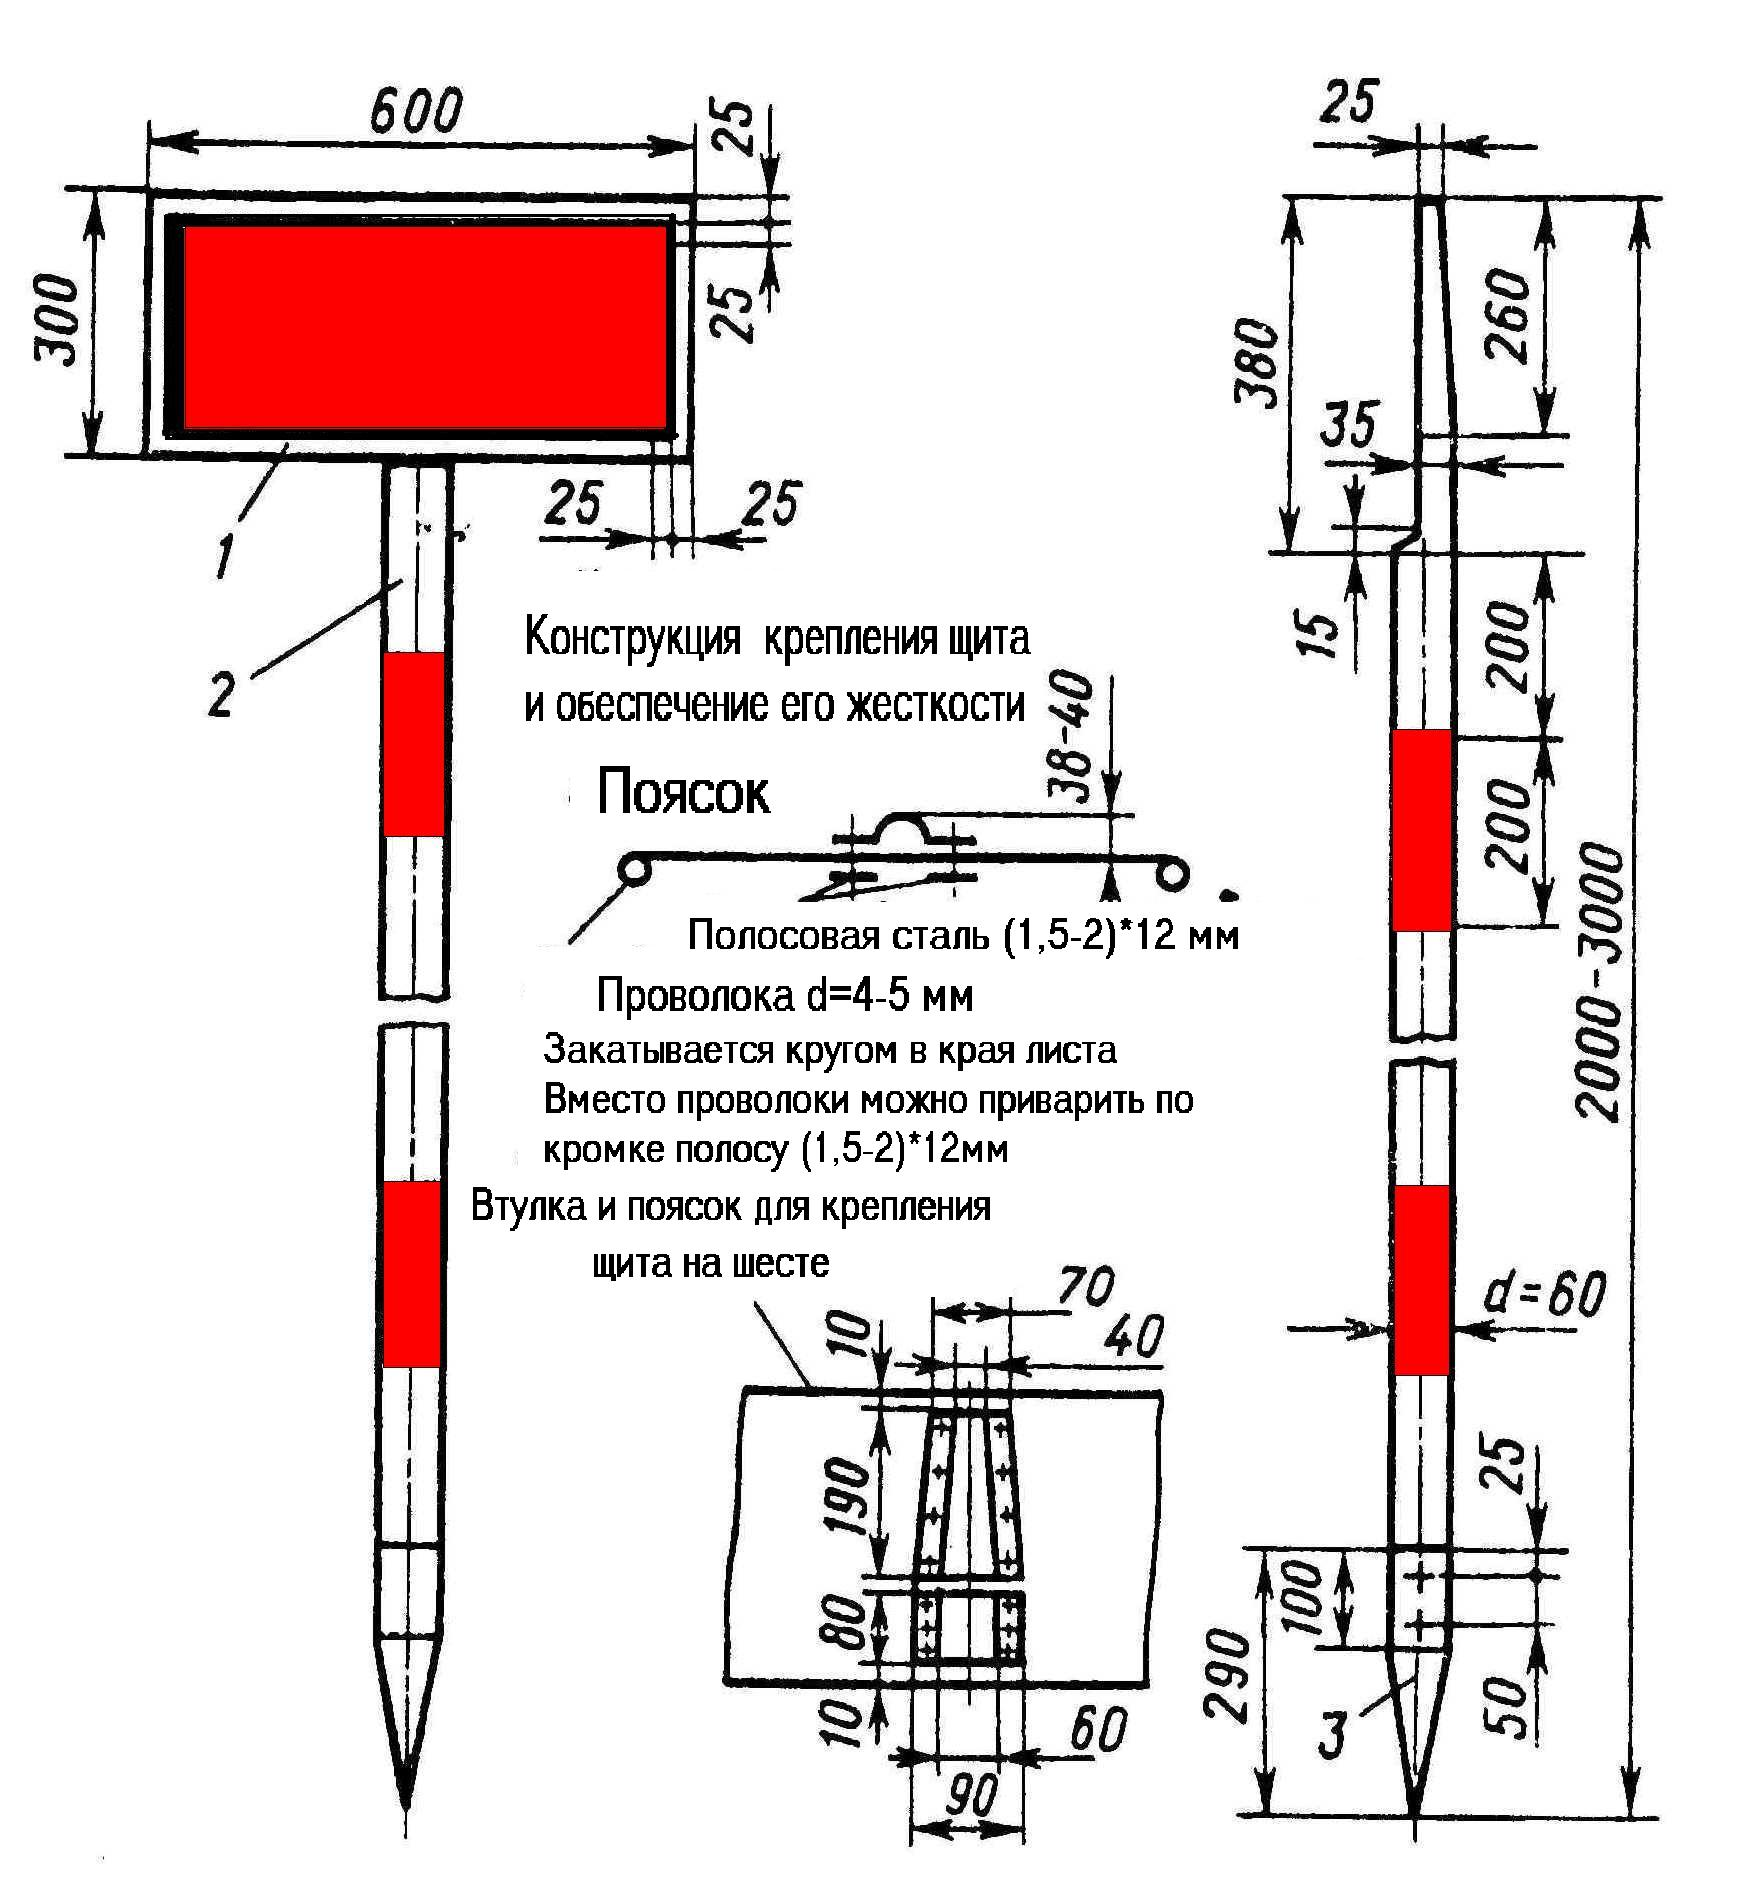 600
25
25
300
25
25
1
2
Конструкция крепления щита
и обеспечение его жесткости
38-40
Поясок
Полосовая сталь (1,5-2)*12 мм
Проволока d=4-5 мм
Закатывается кругом в края листа
Вместо проволоки можно приварить по
кромке полосу (1,5-2)*12мм
Втулка и поясок для крепления
щита на шесте
70
10
40
190
80
10
60
90
25
380
260
35
15
200
200
2000-3000
d=60
25
100
290
50
3